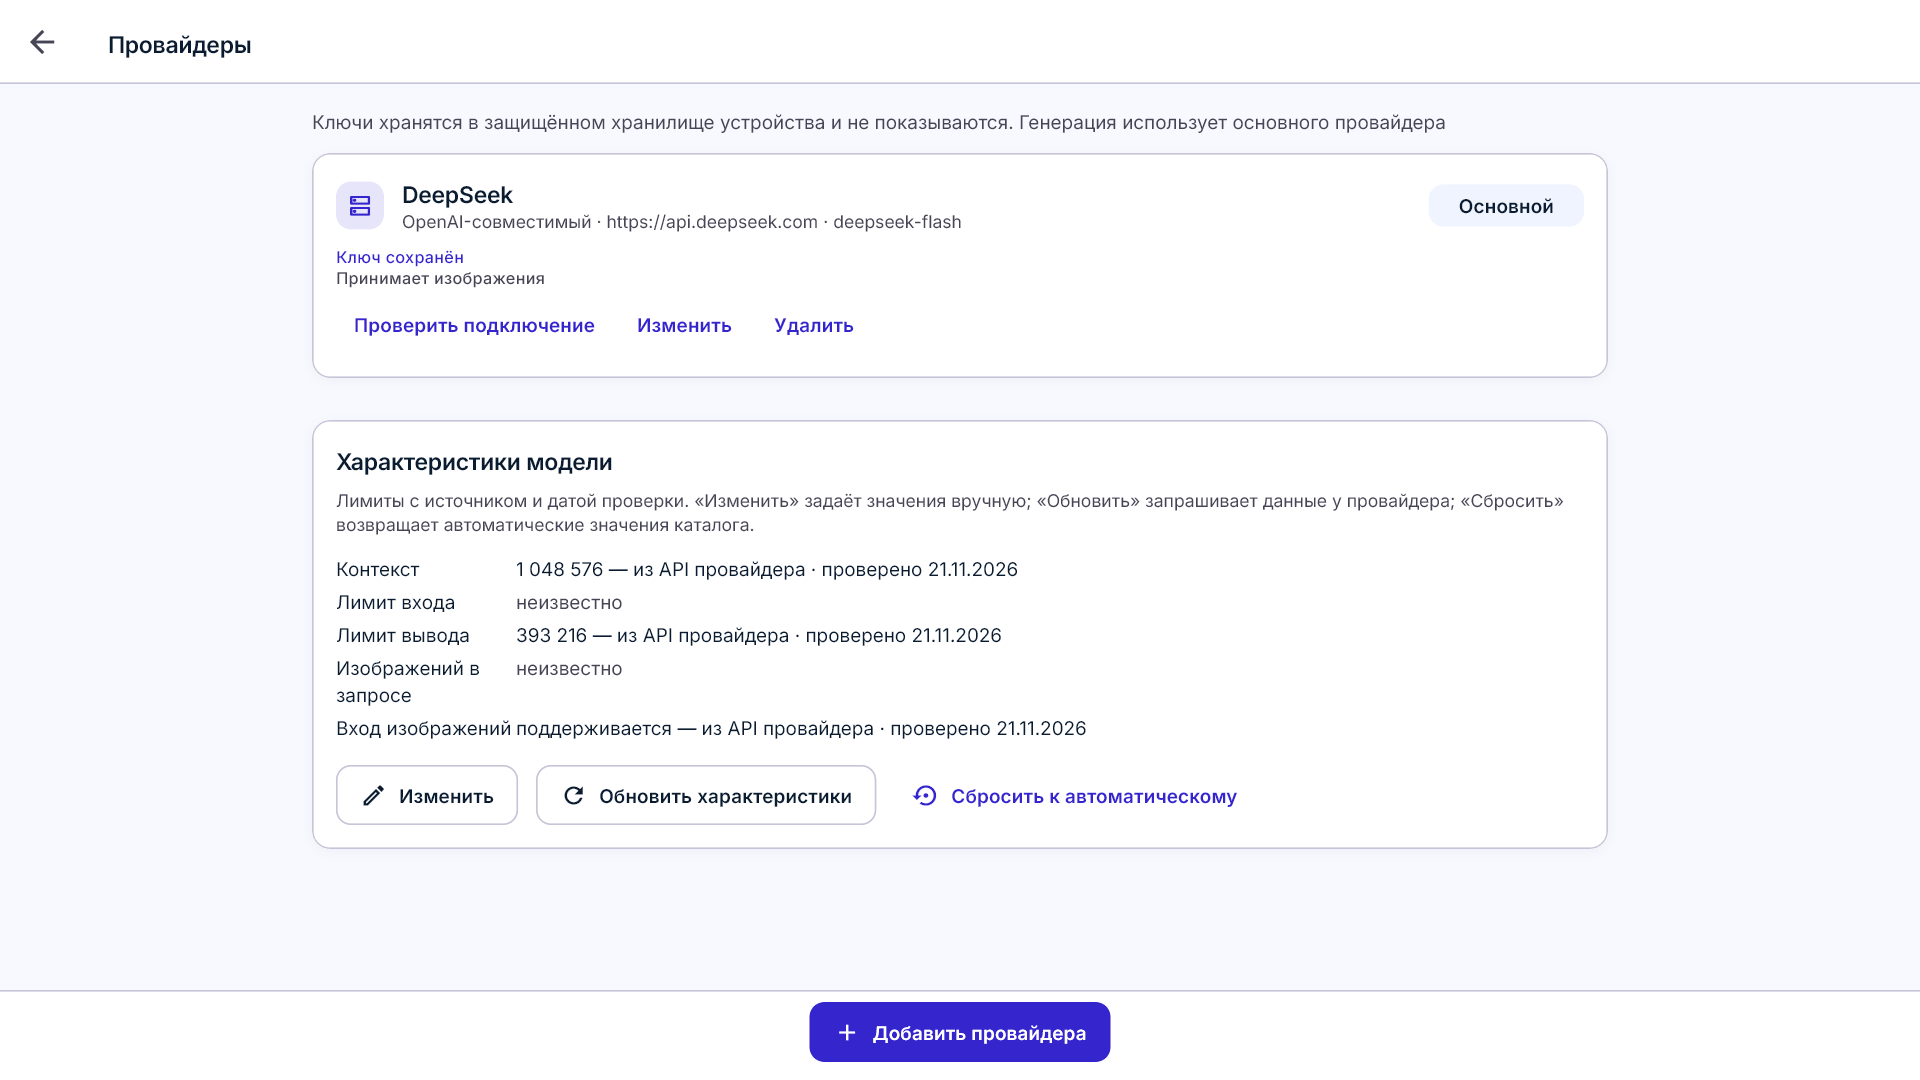 Провайдеры
Ключи хранятся в защищённом хранилище устройства и не показываются. Генерация использует основного провайдера
DeepSeek
OpenAI-совместимый · https://api.deepseek.com · deepseek-flash
Основной
Ключ сохранён
Принимает изображения
Проверить подключение
Изменить
Удалить
Характеристики модели
Лимиты с источником и датой проверки. «Изменить» задаёт значения вручную; «Обновить» запрашивает данные у провайдера; «Сбросить»
возвращает автоматические значения каталога.
Контекст 1 048 576 — из API провайдера · проверено 21.11.2026
Лимит входа неизвестно
Лимит вывода 393 216 — из API провайдера · проверено 21.11.2026
Изображений в неизвестно
запросе
Вход изображений поддерживается — из API провайдера · проверено 21.11.2026
Изменить
Обновить характеристики
Сбросить к автоматическому
Добавить провайдера